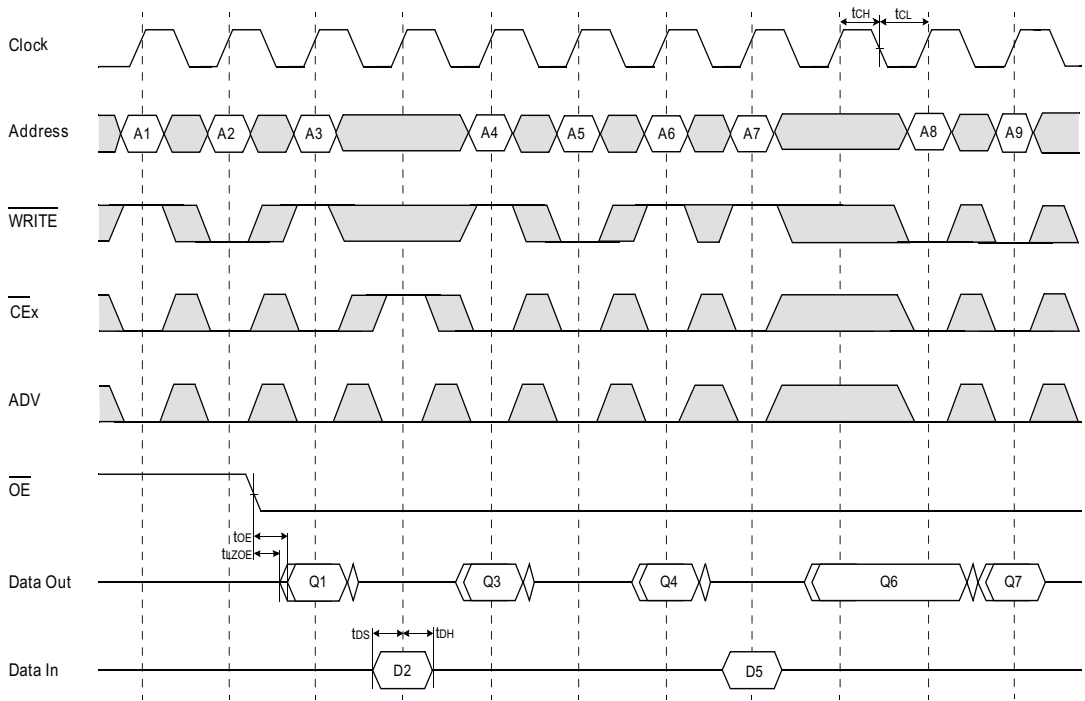 tCH tCL
Clock
Address A1 A2 A3 A4 A5 A6 A7 A8 A9
WRITE
CEx
ADV
OE
tOE
tLZOE
Data Out Q1 Q3 Q4 Q6 Q7
tDS tDH
Data In D2 D5